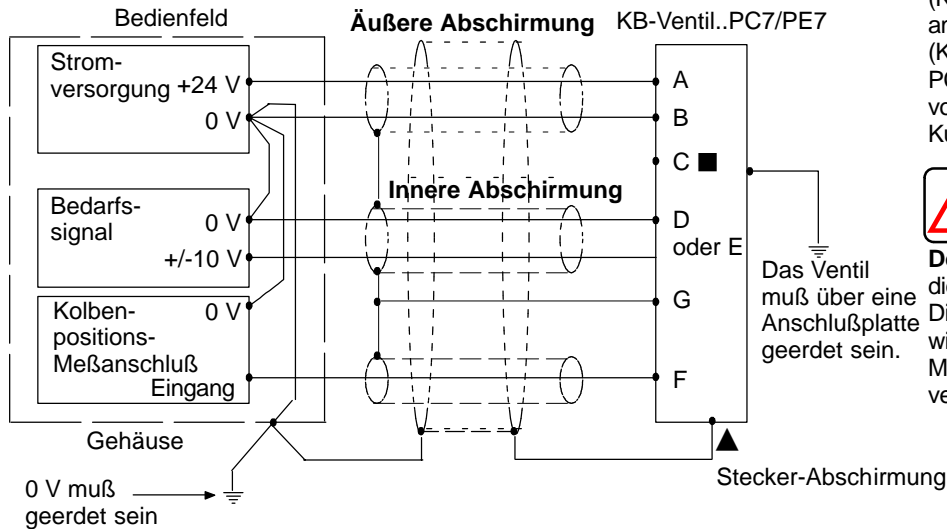 Bedienfeld
Äußere Abschirmung
KB-Ventil..PC7/PE7
Strom-
versorgung +24 V
0 V
Bedarfs-
signal
0 V
+/-10 V
Kolben-
positions-
Meßanschluß
Eingang
0 V
Gehäuse
0 V muß
geerdet sein
Innere Abschirmung
A
B
C
D
oder E
G
F
Das Ventil
muß über eine
Anschlußplatte
geerdet sein.
Stecker-Abschirmung